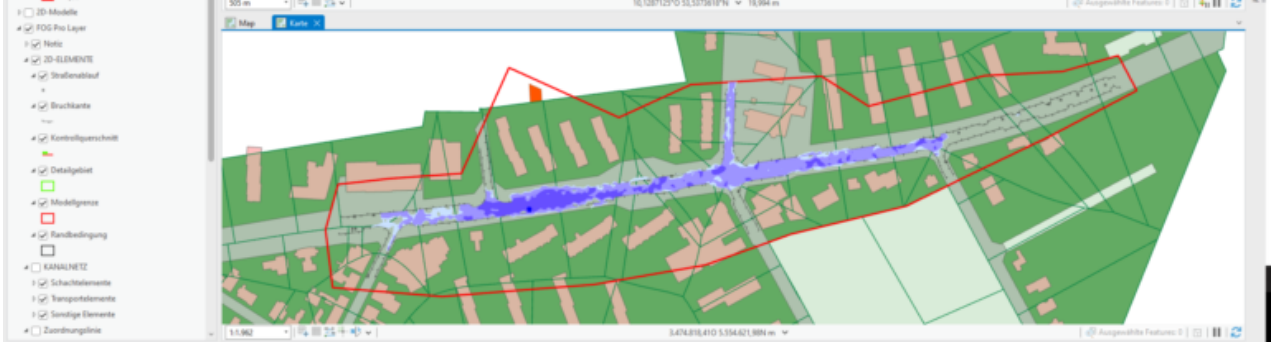 505 m
10,1287125°O 53,5373618°N
19,994 m
Ausgewählte Features: 0
2D-Modelle
FOG Pro Layer
Notiz
2D-ELEMENTE
Straßenablauf
Bruchkante
Kontrollquerschnitt
Detailgebiet
Modellgrenze
Randbedingung
KANALNETZ
Schachtelemente
Transportelemente
Sonstige Elemente
Zuordnungslinie
Map
Karte
1:1.962
3.474.818,41O 5.554.621,98N m
Ausgewählte Features: 0